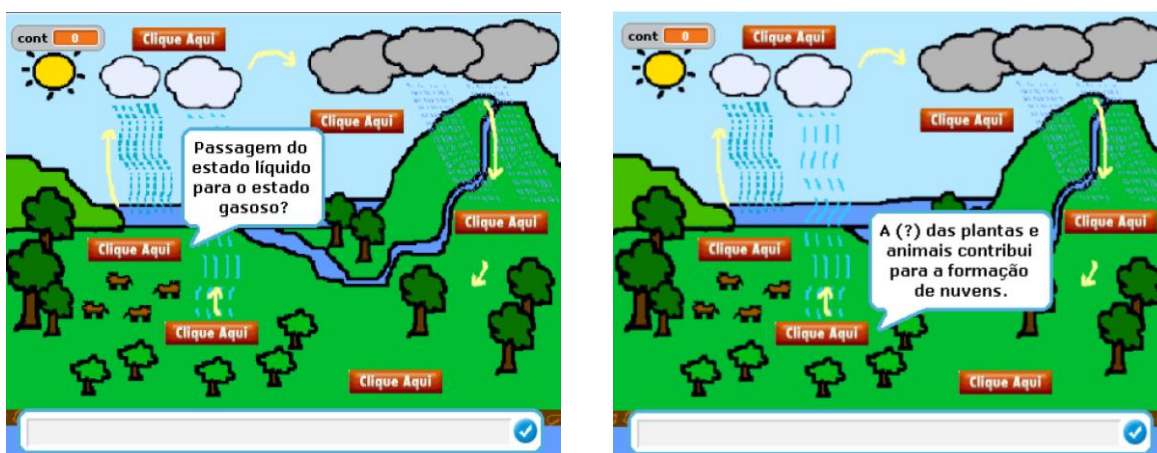 cont 0
Clique Aqui
Clique Aqui
Passagem do
estado líquido
para o estado
gasoso?
Clique Aqui
Clique Aqui
Clique Aqui
Clique Aqui
cont 0
Clique Aqui
Clique Aqui
Clique Aqui
A (?) das plantas e
animais contribui
para a formação
de nuvens.
Clique Aqui
Clique Aqui
Clique Aqui